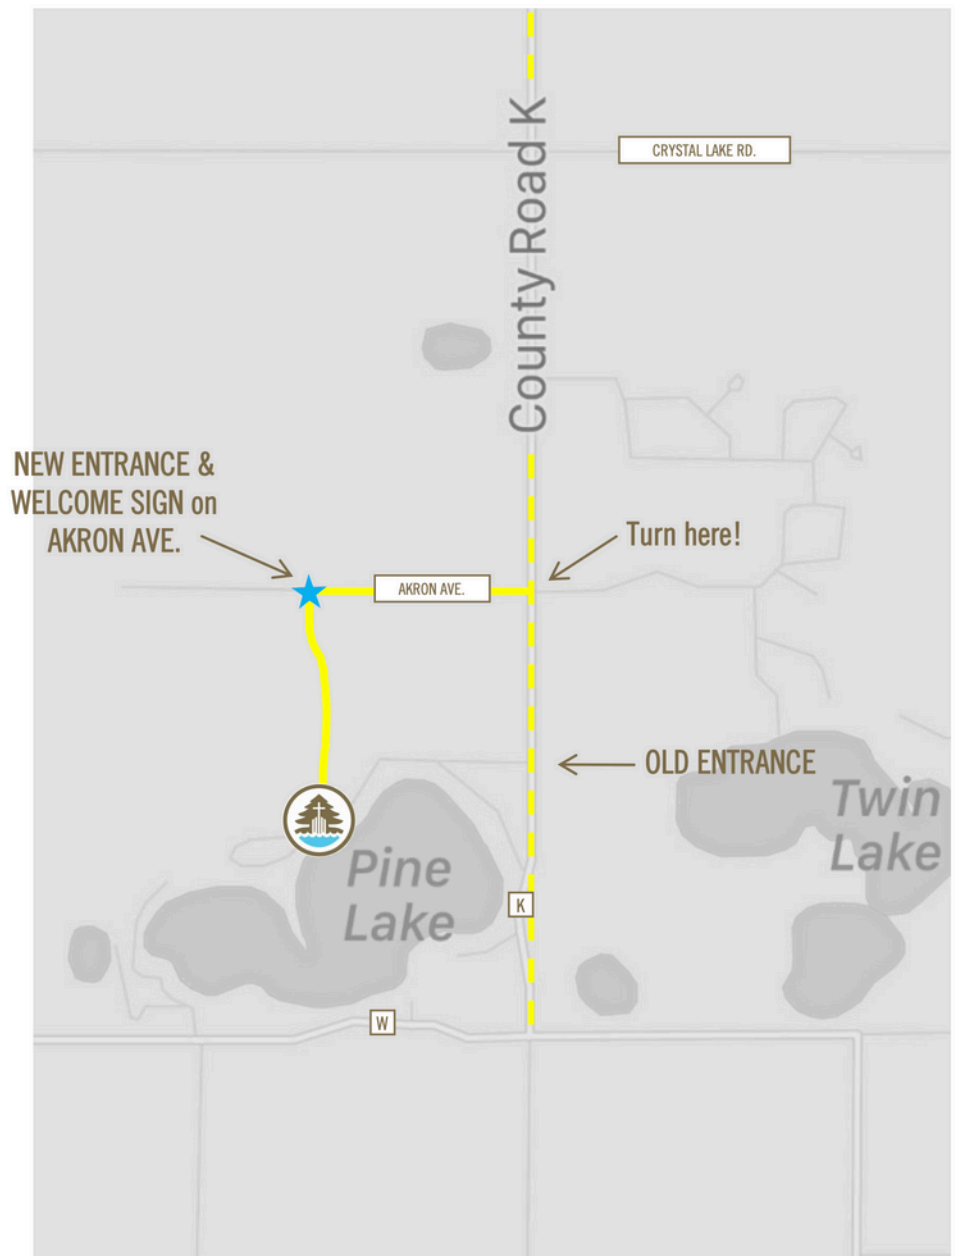 County Road K
CRYSTAL LAKE RD.
NEW ENTRANCE &
WELCOME SIGN on
AKRON AVE.
Turn here!
AKRON AVE.
OLD ENTRANCE
Twin
Lake
Pine
Lake
K
W